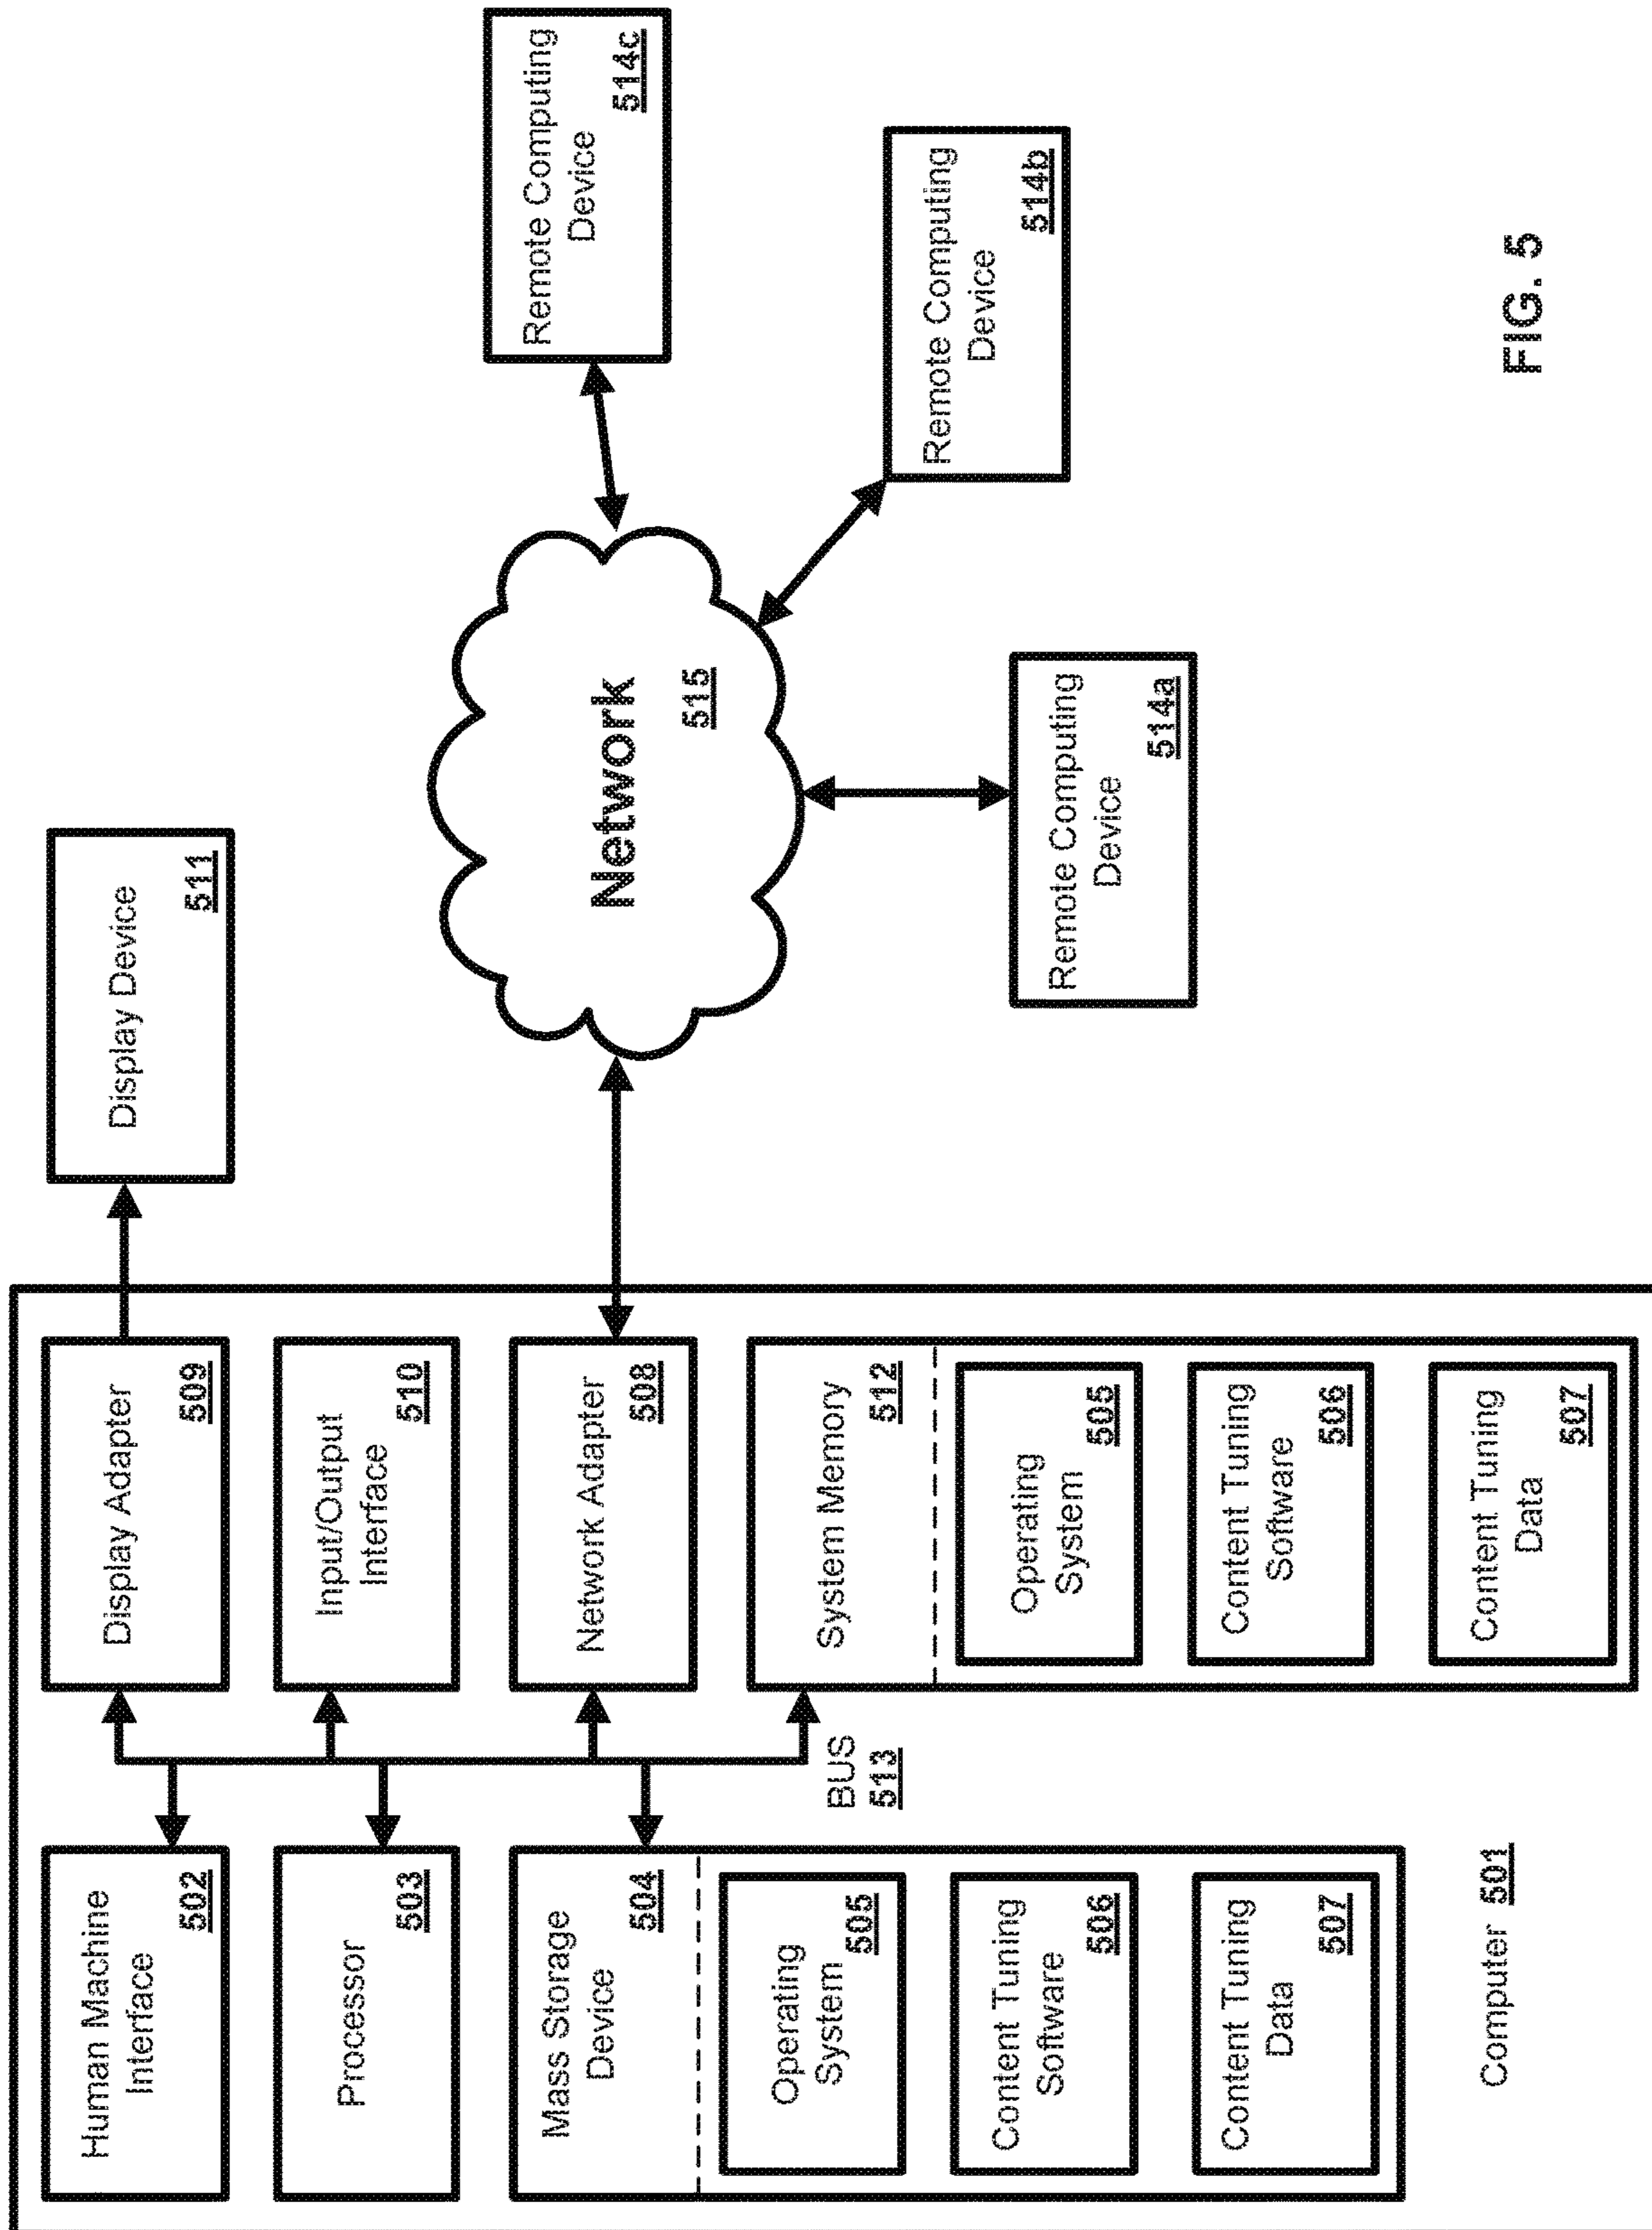 Human Machine
Interface
502
Processor
503
Mass Storage
Device
504
Operating
System
505
Content Tuning
Software
506
Content Tuning
Data
507
Computer 501
BUS
513
Display Adapter
509
Input/Output
Interface
510
Network Adapter
508
System Memory
512
Operating
System
505
Content Tuning
Software
506
Content Tuning
Data
507
Display Device
511
Network
515
Remote Computing
Device
514a
Remote Computing
Device
514b
Remote Computing
Device
514c
FIG. 5